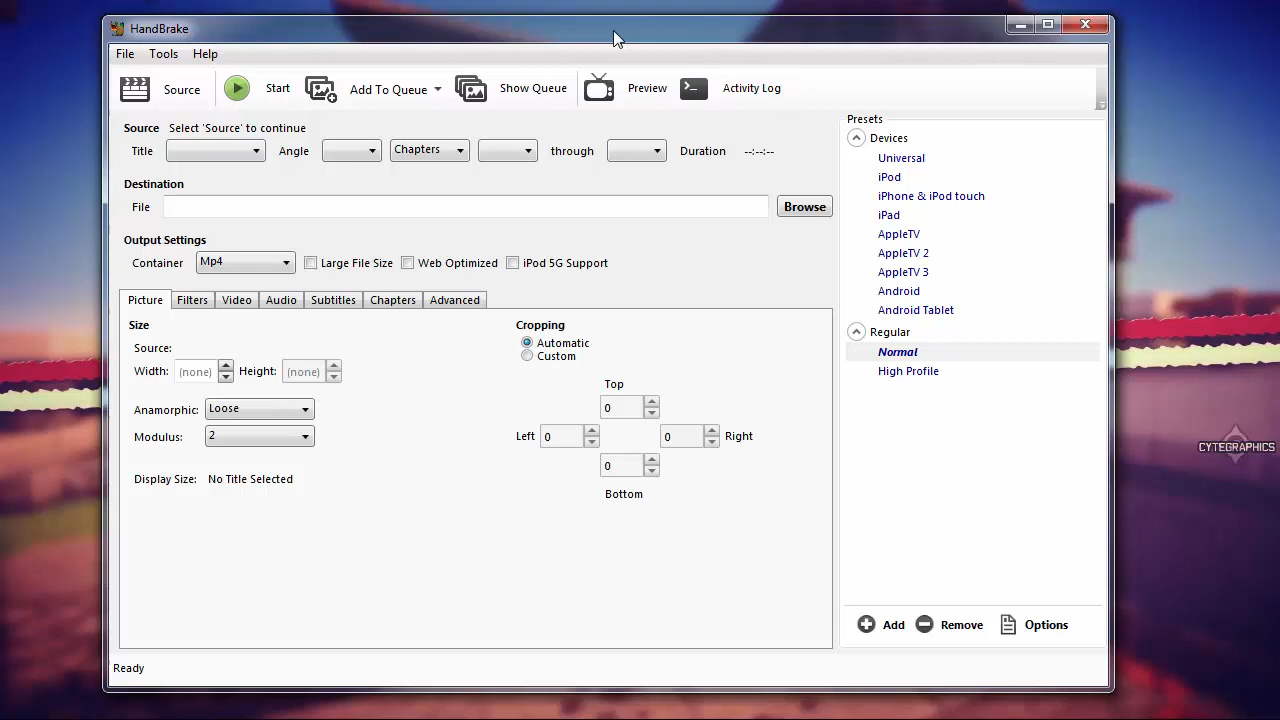 HandBrake
File Tools Help
Source Start Add To Queue Show Queue Preview Activity Log
Source Select 'Source' to continue
Title Angle Chapters through Duration --:--:--
Destination
File Browse
Output Settings
Container Mp4 Large File Size Web Optimized iPod 5G Support
Picture Filters Video Audio Subtitles Chapters Advanced
Size
Source:
Width: (none) Height: (none)
Anamorphic: Loose
Modulus: 2
Display Size: No Title Selected
Cropping
Automatic
Custom
Top
0
Left 0 0 Right
0
Bottom
Presets
Devices
Universal
iPod
iPhone & iPod touch
iPad
AppleTV
AppleTV 2
AppleTV 3
Android
Android Tablet
Regular
Normal
High Profile
Add Remove Options
Ready
CYTEGRAPHICS